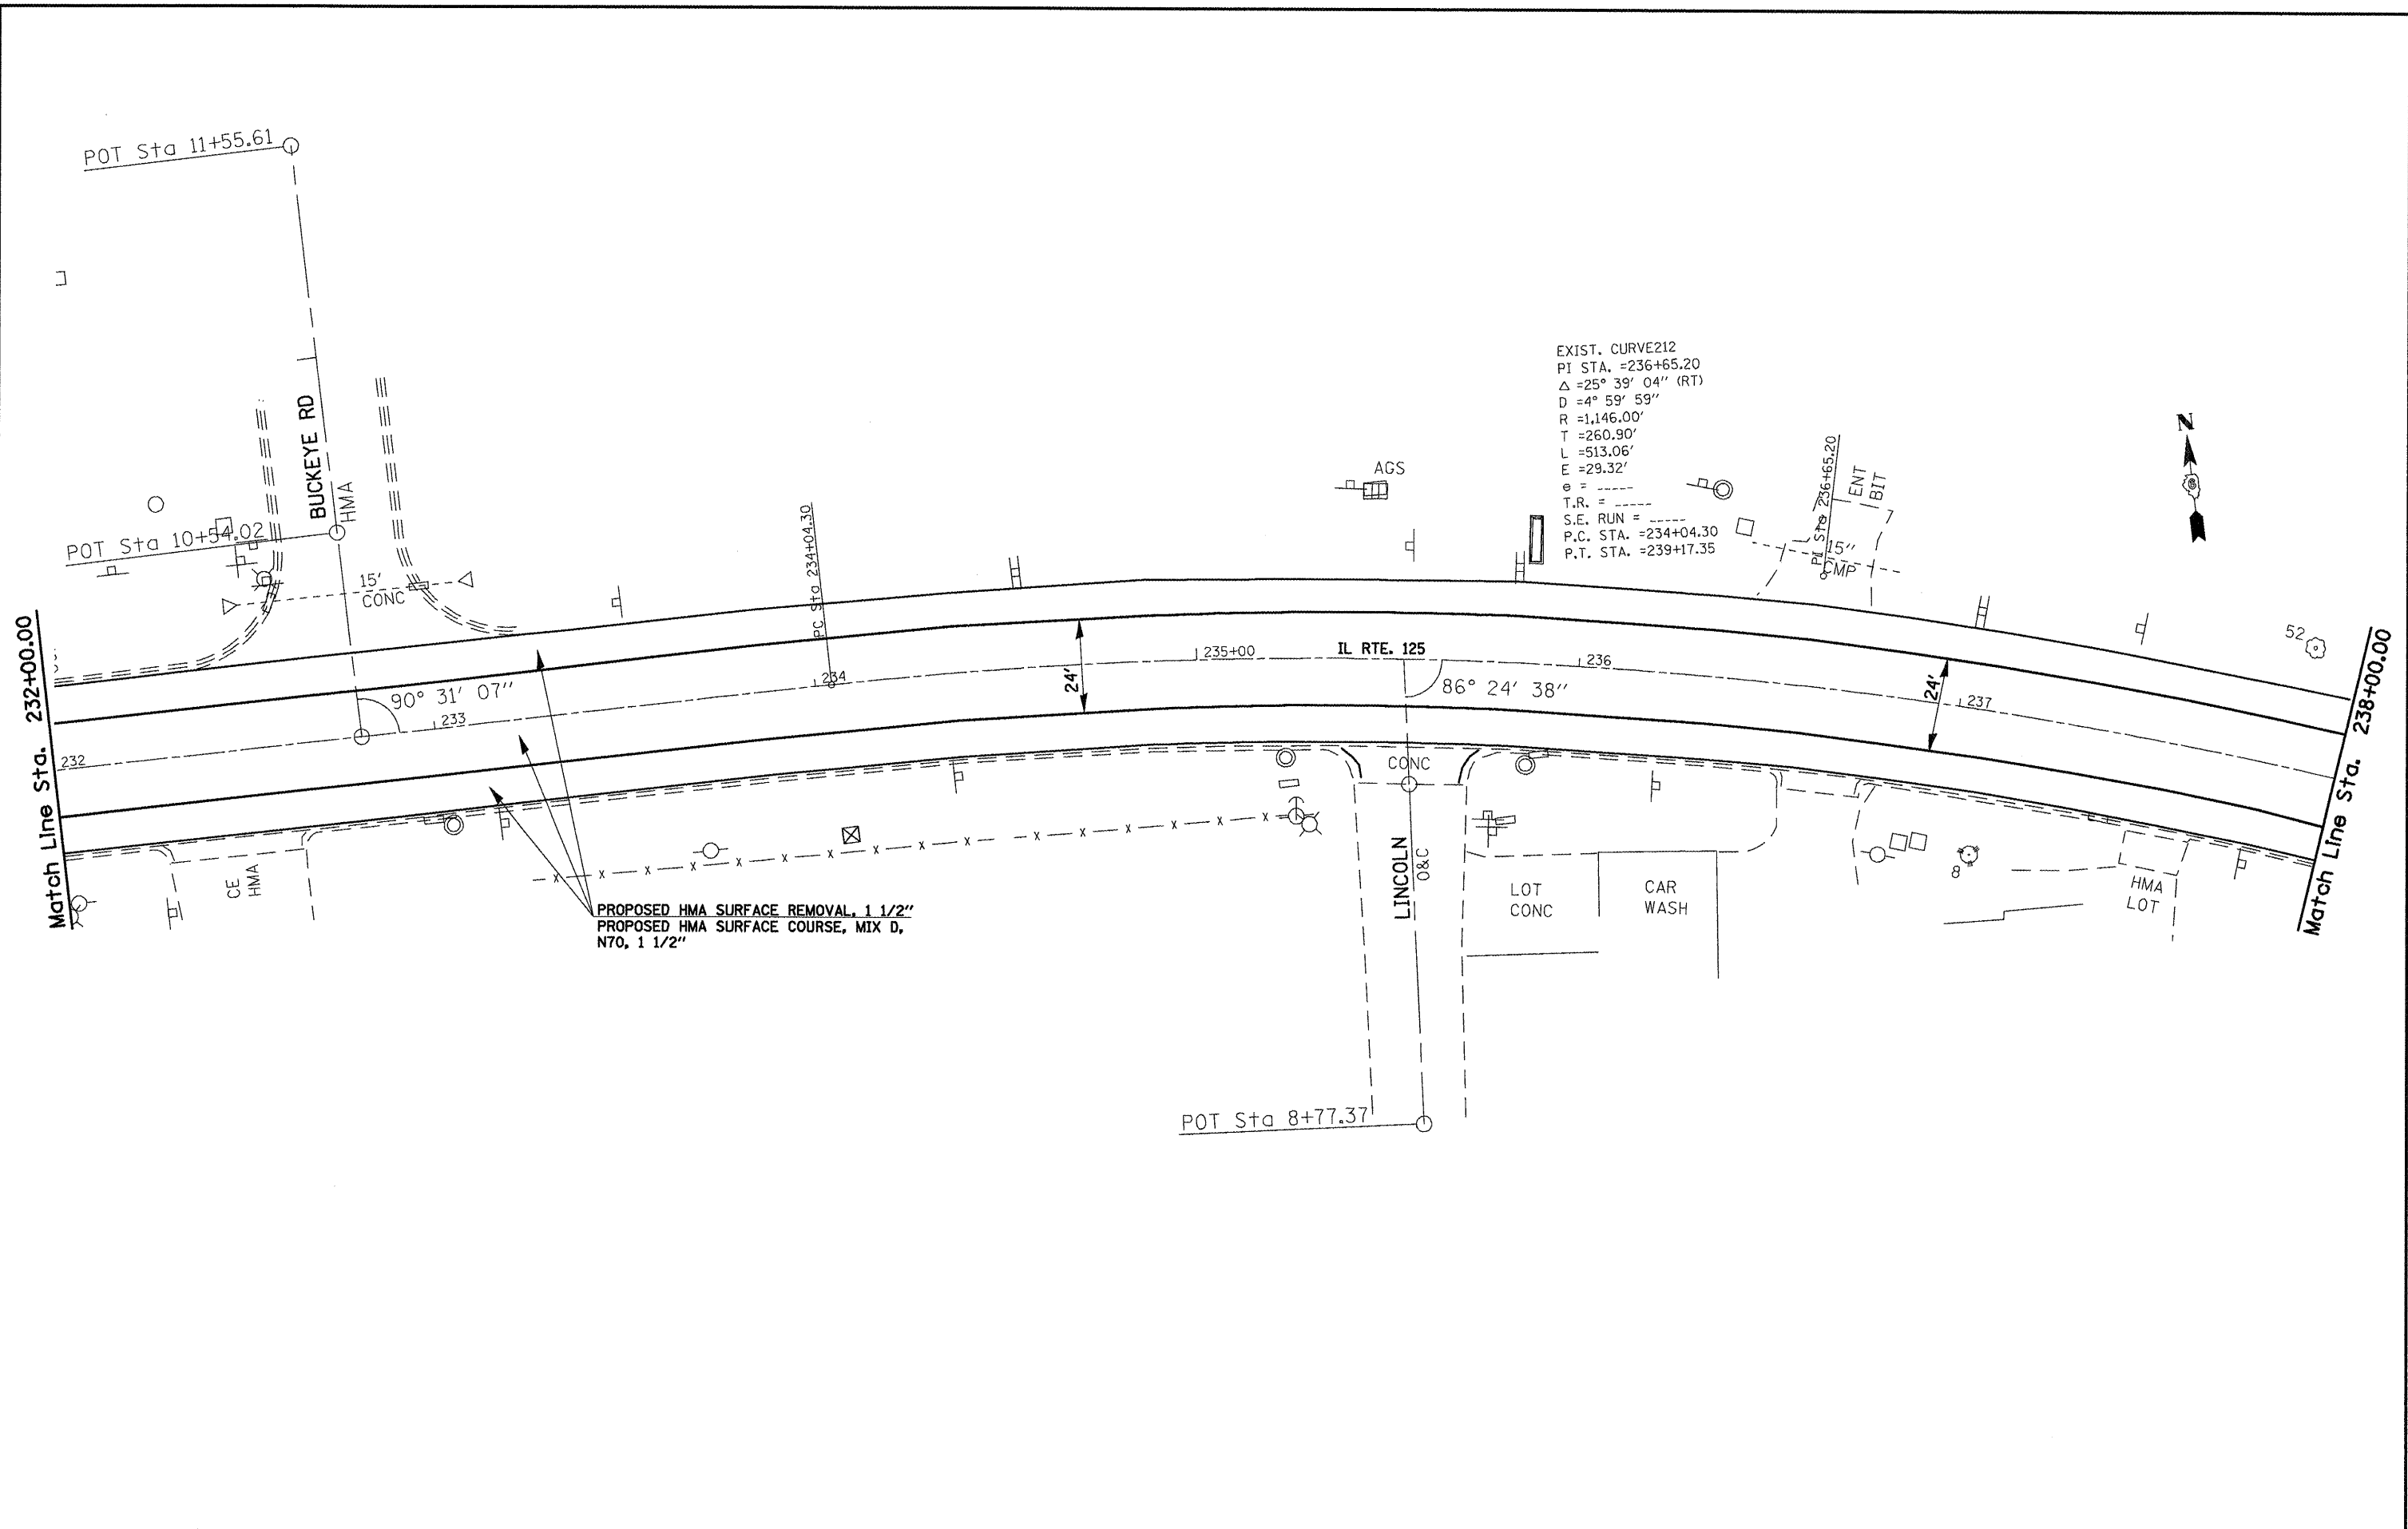 POT Sta 11+55.61
BUCKEYE RD
HMA
POT Sta 10+54.02
15'
CONC
Match Line Sta. 232+00.00
232
90° 31' 07"
233
PC Sta 234+04.30
234
24'
235+00
IL RTE. 125
86° 24' 38"
236
24'
237
AGS
EXIST. CURVE212
PI STA. =236+65.20
Δ =25° 39' 04" (RT)
D =4° 59' 59"
R =1,146.00'
T =260.90'
L =513.06'
E =29.32'
e = -----
T.R. = -----
S.E. RUN = -----
P.C. STA. =234+04.30
P.T. STA. =239+17.35
PI Sta 236+65.20
ENT
BIT
15"
CMP
N
52
Match Line Sta. 238+00.00
CE
HMA
x x x x x x x x x x x x x x x x
PROPOSED HMA SURFACE REMOVAL, 1 1/2"
PROPOSED HMA SURFACE COURSE, MIX D,
N70, 1 1/2"
CONC
LINCOLN
O&C
LOT
CONC
CAR
WASH
8
HMA
LOT
POT Sta 8+77.37